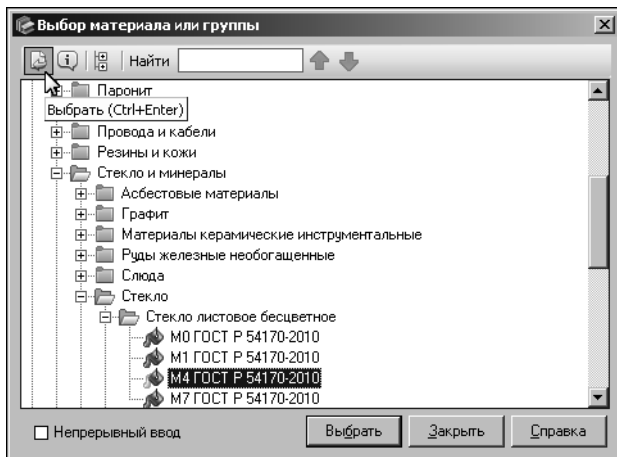 Выбор материала или группы
Найти
Паронит
Выбрать (Ctrl+Enter)
Провода и кабели
Резины и кожи
Стекло и минералы
Асбестовые материалы
Графит
Материалы керамические инструментальные
Руды железные необогащенные
Слюда
Стекло
Стекло листовое бесцветное
М0 ГОСТ Р 54170-2010
М1 ГОСТ Р 54170-2010
М4 ГОСТ Р 54170-2010
М7 ГОСТ Р 54170-2010
Непрерывный ввод
Выбрать
Закрыть
Справка